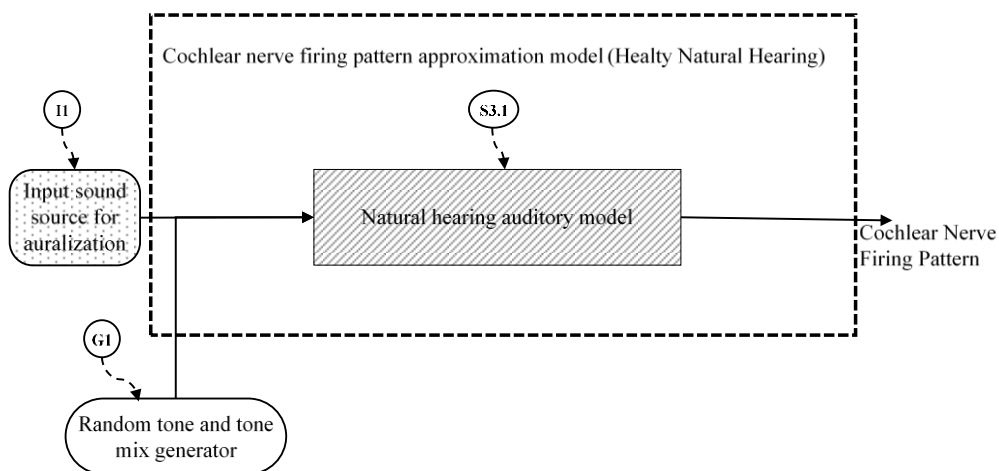 Cochlear nerve firing pattern approximation model (Healty Natural Hearing)
I1
S3.1
Input sound
source for
auralization
Natural hearing auditory model
Cochlear Nerve
Firing Pattern
G1
Random tone and tone
mix generator